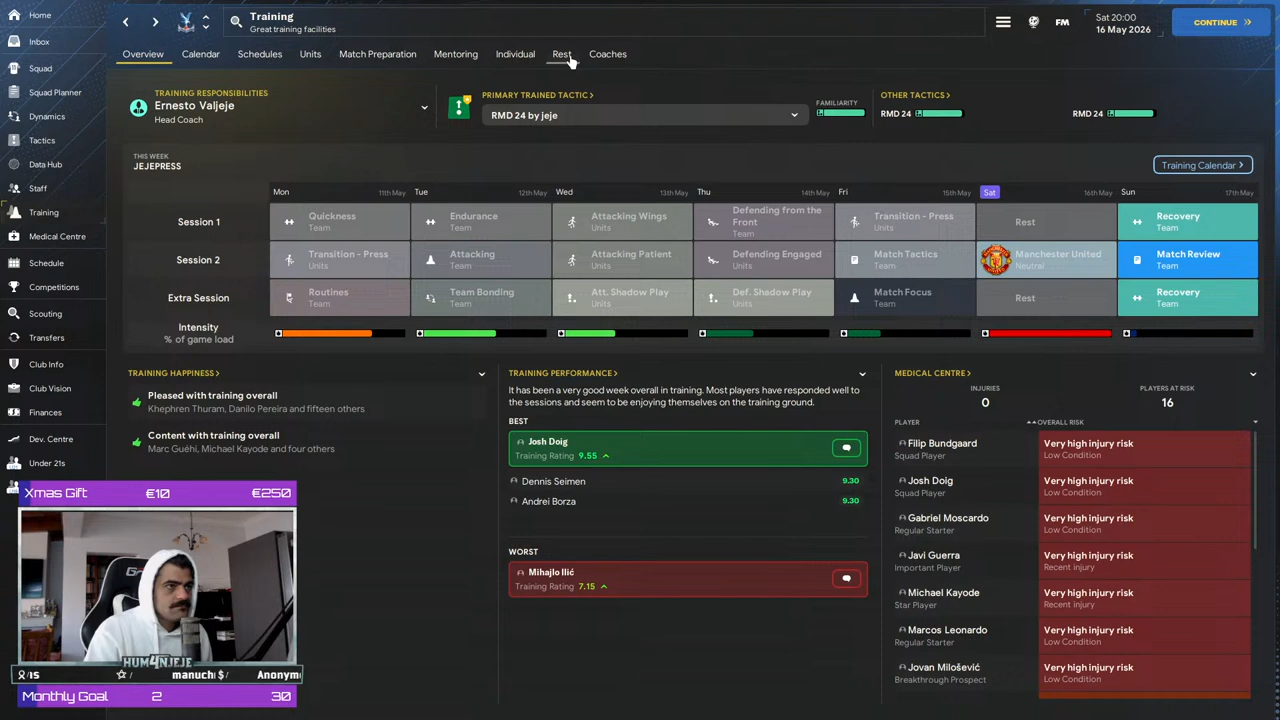 Home
Inbox
Squad
Squad Planner
Dynamics
Tactics
Data Hub
Staff
Training
Medical Centre
Schedule
Competitions
Scouting
Transfers
Club Info
Club Vision
Finances
Dev. Centre
Under 21s
Training
Great training facilities
FM
Sat 20:00
16 May 2026
CONTINUE
Overview
Calendar
Schedules
Units
Match Preparation
Mentoring
Individual
Rest
Coaches
TRAINING RESPONSIBILITIES
Ernesto Valjeje
Head Coach
PRIMARY TRAINED TACTIC >
RMD 24 by jeje
FAMILIARITY
OTHER TACTICS >
RMD 24
RMD 24
THIS WEEK
JEJEPRESS
Training Calendar >
Mon 11th May
Tue 12th May
Wed 13th May
Thu 14th May
Fri 15th May
Sat 16th May
Sun 17th May
Session 1
Quickness
Team
Endurance
Team
Attacking Wings
Units
Defending from the
Front
Team
Transition - Press
Units
Rest
Recovery
Team
Session 2
Transition - Press
Units
Attacking
Team
Attacking Patient
Units
Defending Engaged
Units
Match Tactics
Team
Manchester United
Neutral
Match Review
Team
Extra Session
Routines
Team
Team Bonding
Team
Att. Shadow Play
Units
Def. Shadow Play
Units
Match Focus
Team
Rest
Recovery
Team
Intensity
% of game load
TRAINING HAPPINESS >
Pleased with training overall
Khephren Thuram, Danilo Pereira and fifteen others
Content with training overall
Marc Guéhi, Michael Kayode and four others
TRAINING PERFORMANCE >
It has been a very good week overall in training. Most players have responded well to
the sessions and seem to be enjoying themselves on the training ground.
BEST
Josh Doig
Training Rating 9.55
Dennis Seimen 9.30
Andrei Borza 9.30
WORST
Mihajlo Ilić
Training Rating 7.15
MEDICAL CENTRE >
INJURIES
0
PLAYERS AT RISK
16
PLAYER
OVERALL RISK
Filip Bundgaard
Squad Player
Very high injury risk
Low Condition
Josh Doig
Squad Player
Very high injury risk
Low Condition
Gabriel Moscardo
Regular Starter
Very high injury risk
Low Condition
Javi Guerra
Important Player
Very high injury risk
Recent injury
Michael Kayode
Star Player
Very high injury risk
Recent injury
Marcos Leonardo
Regular Starter
Very high injury risk
Low Condition
Jovan Milošević
Breakthrough Prospect
Very high injury risk
Low Condition
Xmas Gift €10 €250
HUM4NJEJE
manuch
Anonym
Monthly Goal 2 30